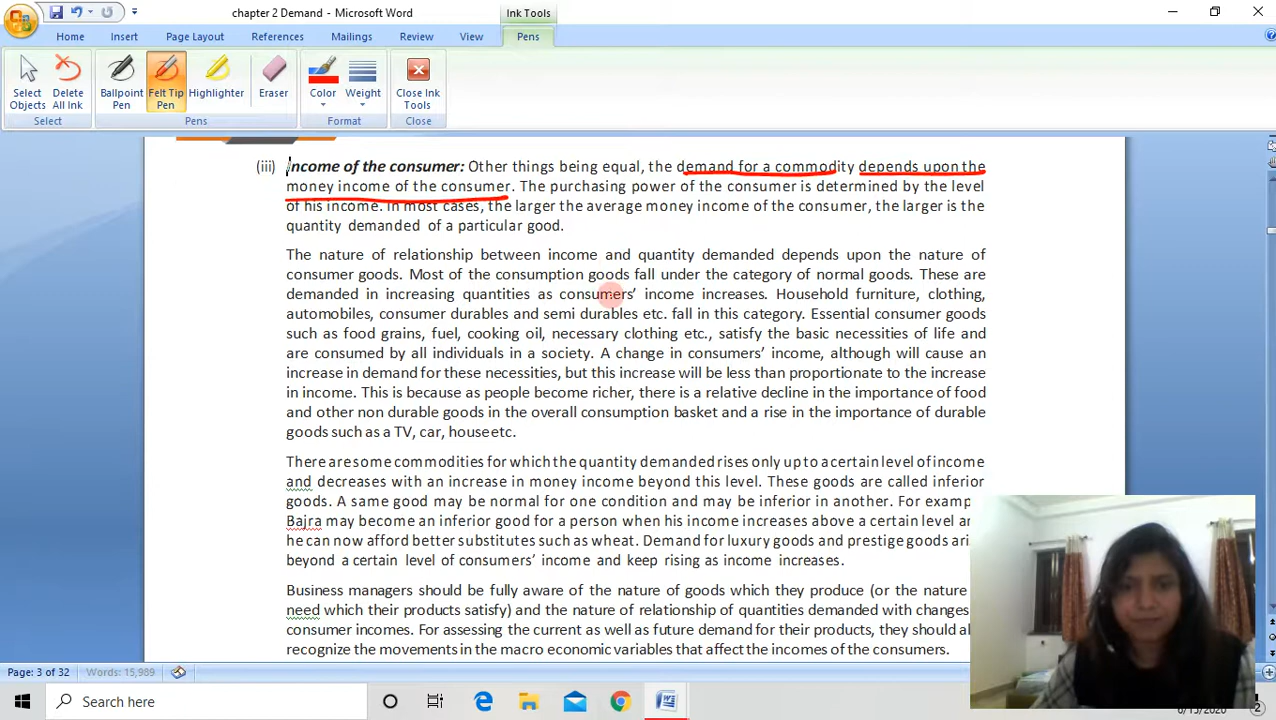 chapter 2 Demand - Microsoft Word
Ink Tools
Home Insert Page Layout References Mailings Review View Pens
Select Objects
Delete All Ink
Ballpoint Pen
Felt Tip Pen
Highlighter
Eraser
Color
Weight
Close Ink Tools
Select Pens Format Close
(iii) Income of the consumer: Other things being equal, the demand for a commodity depends upon the
money income of the consumer. The purchasing power of the consumer is determined by the level
of his income. In most cases, the larger the average money income of the consumer, the larger is the
quantity demanded of a particular good.
The nature of relationship between income and quantity demanded depends upon the nature of
consumer goods. Most of the consumption goods fall under the category of normal goods. These are
demanded in increasing quantities as consumers’ income increases. Household furniture, clothing,
automobiles, consumer durables and semi durables etc. fall in this category. Essential consumer goods
such as food grains, fuel, cooking oil, necessary clothing etc., satisfy the basic necessities of life and
are consumed by all individuals in a society. A change in consumers’ income, although will cause an
increase in demand for these necessities, but this increase will be less than proportionate to the increase
in income. This is because as people become richer, there is a relative decline in the importance of food
and other non durable goods in the overall consumption basket and a rise in the importance of durable
goods such as a TV, car, house etc.
There are some commodities for which the quantity demanded rises only up to a certain level of income
and decreases with an increase in money income beyond this level. These goods are called inferior
goods. A same good may be normal for one condition and may be inferior in another. For examp
Bajra may become an inferior good for a person when his income increases above a certain level an
he can now afford better substitutes such as wheat. Demand for luxury goods and prestige goods ari
beyond a certain level of consumers’ income and keep rising as income increases.
Business managers should be fully aware of the nature of goods which they produce (or the nature
need which their products satisfy) and the nature of relationship of quantities demanded with changes
consumer incomes. For assessing the current as well as future demand for their products, they should al
recognize the movements in the macro economic variables that affect the incomes of the consumers.
Page: 3 of 32 Words: 15,989
Search here
6/15/2020
2